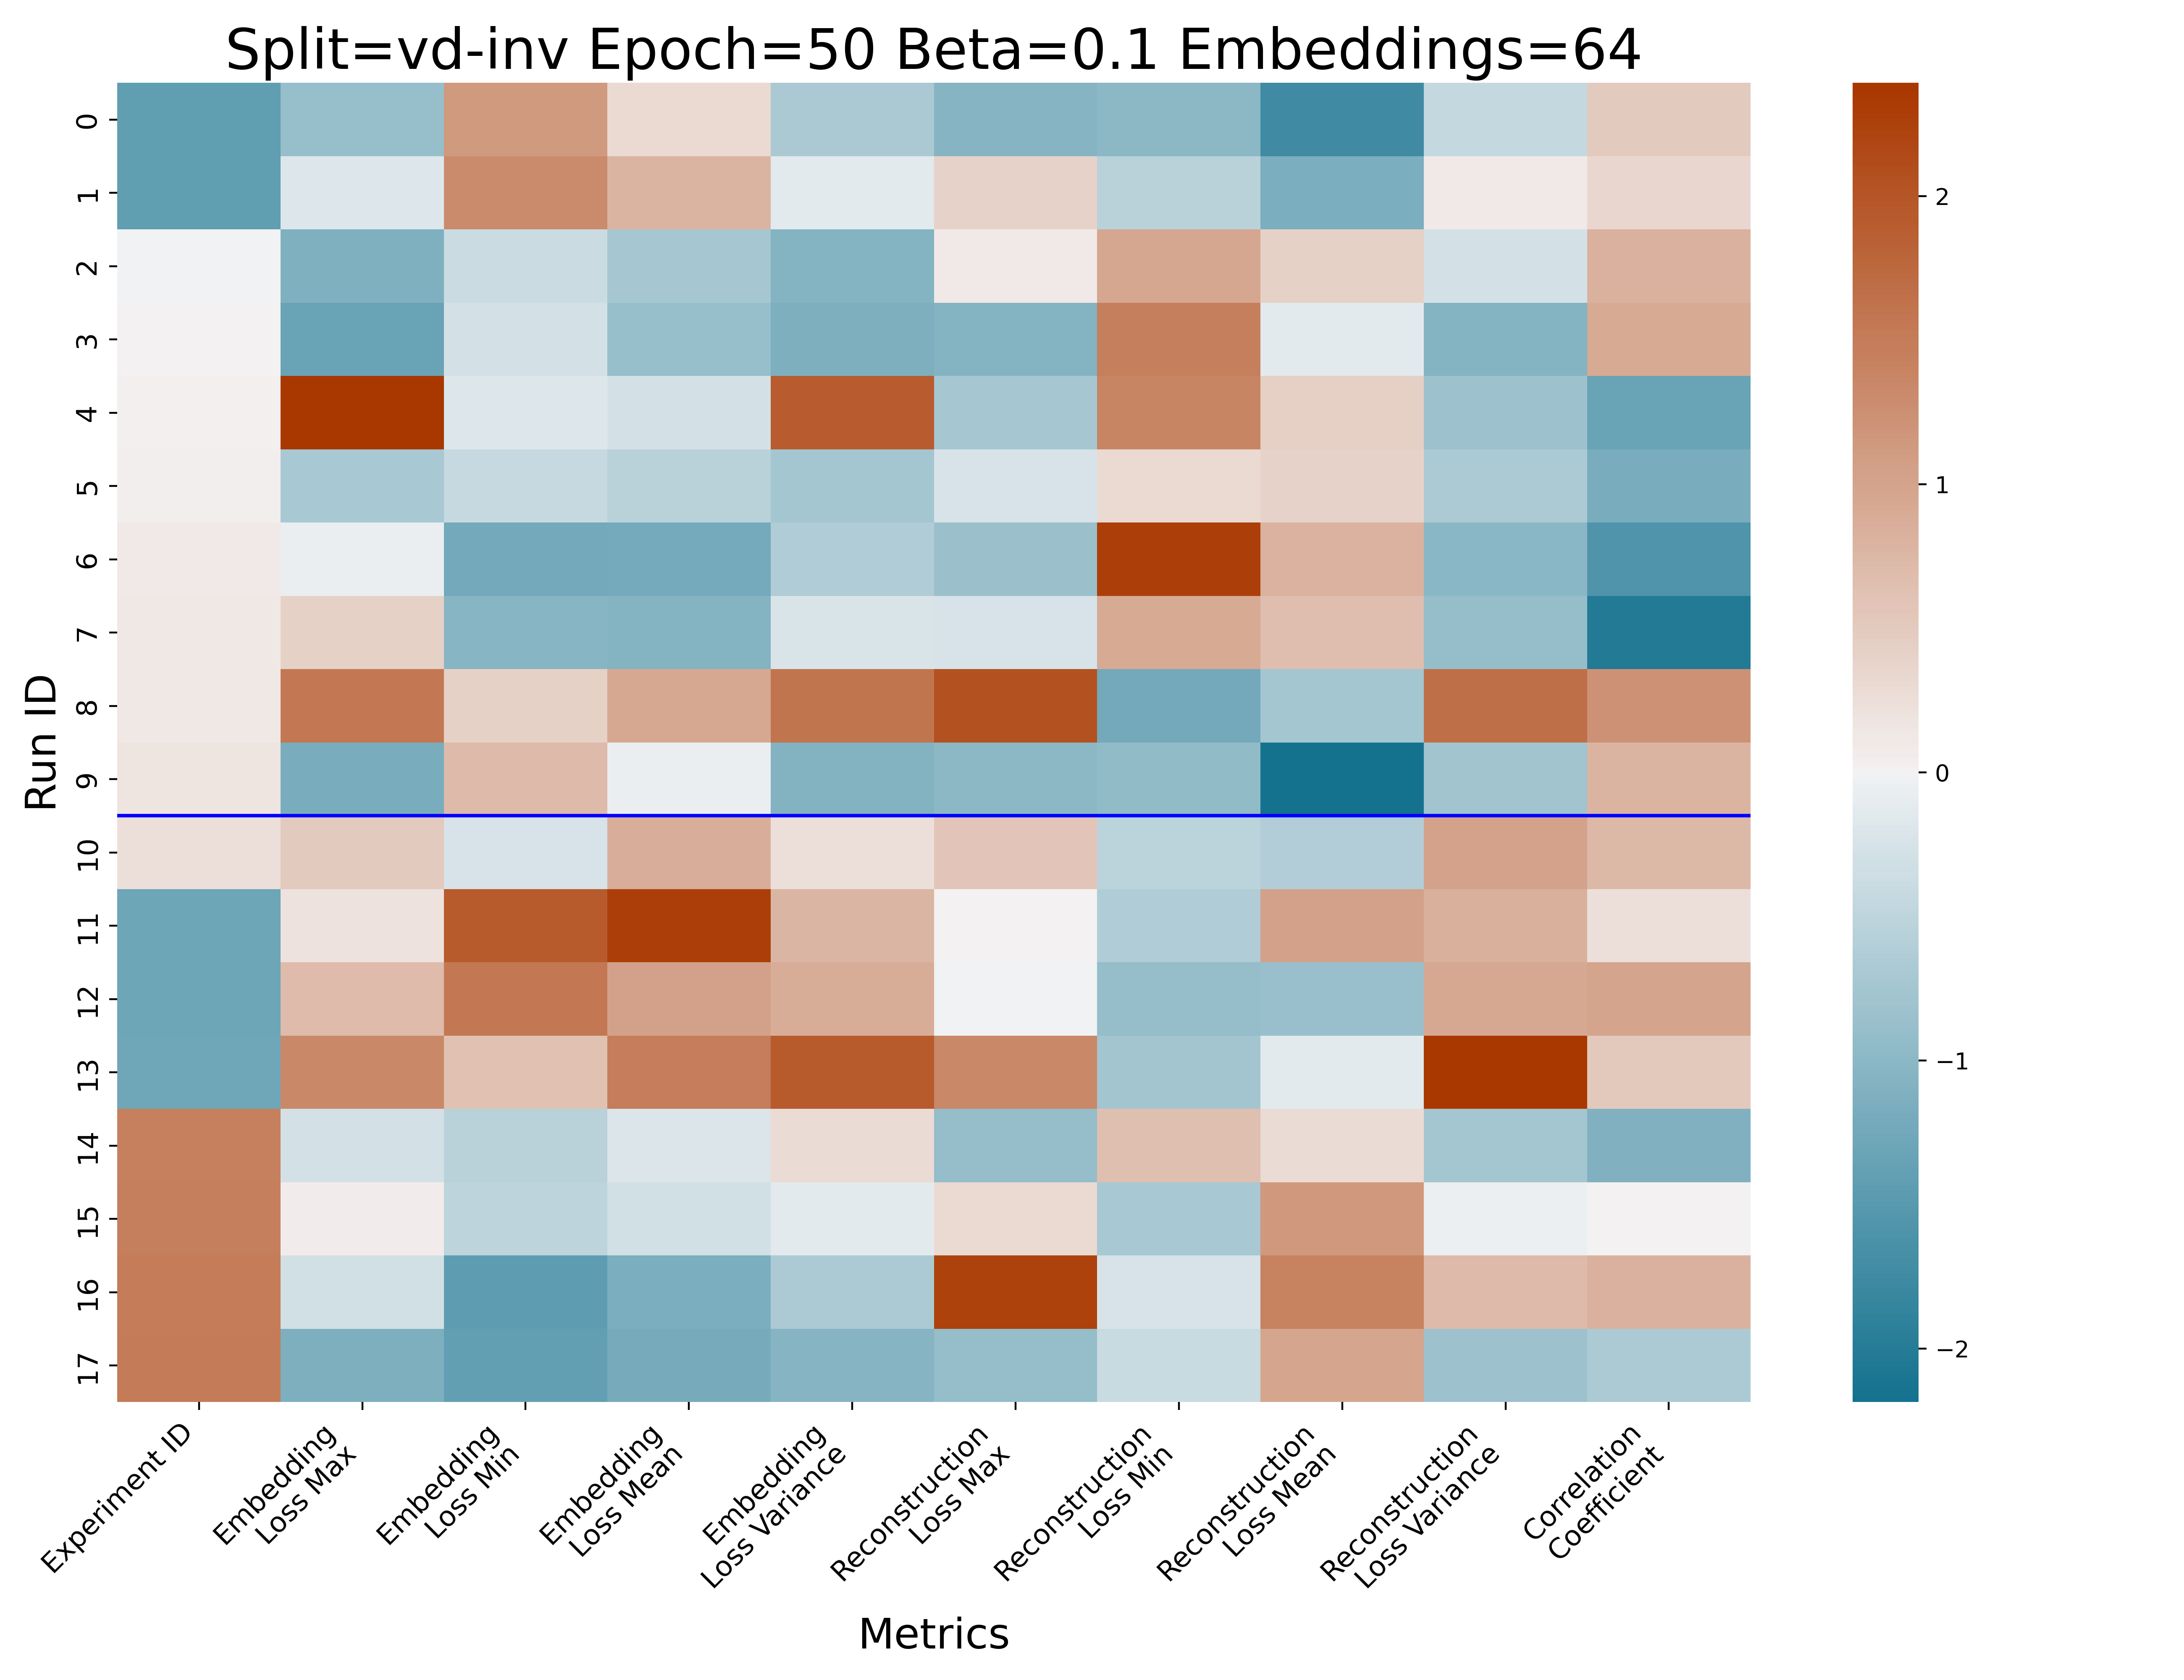 Split=vd-inv Epoch=50 Beta=0.1 Embeddings=64
Run ID
0
1
2
3
4
5
6
7
8
9
10
11
12
13
14
15
16
17
Experiment ID
Embedding
Loss Max
Embedding
Loss Min
Embedding
Loss Mean
Embedding
Loss Variance
Reconstruction
Loss Max
Reconstruction
Loss Min
Reconstruction
Loss Mean
Reconstruction
Loss Variance
Correlation
Coefficient
Metrics
2
1
0
−1
−2